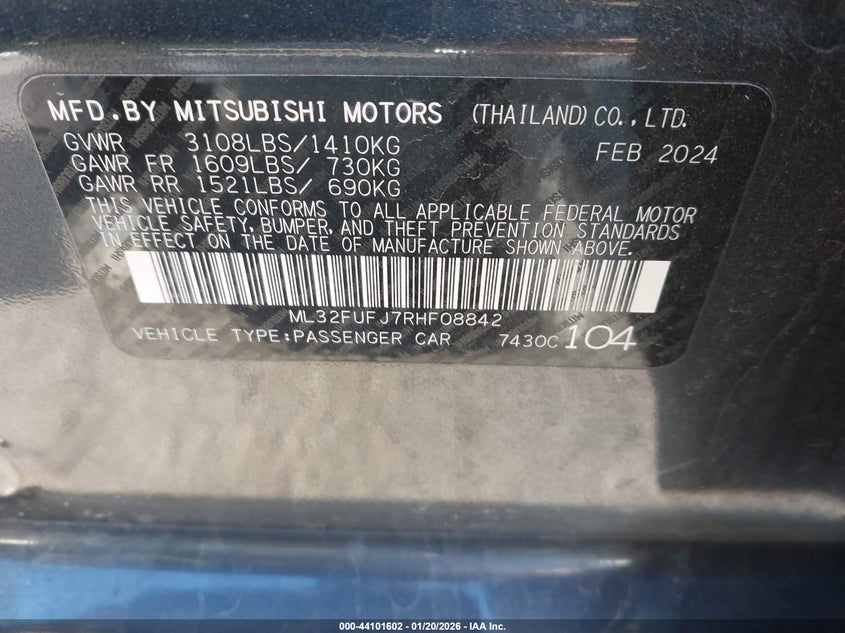 MFD.BY MITSUBISHI MOTORS (THAILAND)CO.,LTD.
GVWR 3108LBS/1410KG FEB 2024
GAWR FR 1609LBS/ 730KG
GAWR RR 1521LBS/ 690KG
THIS VEHICLE CONFORMS TO ALL APPLICABLE FEDERAL MOTOR
VEHICLE SAFETY, BUMPER, AND THEFT PREVENTION STANDARDS
IN EFFECT ON THE DATE OF MANUFACTURE SHOWN ABOVE.
ML32FUFJ7RHF08842
VEHICLE TYPE:PASSENGER CAR 7430C104
000-44101602 - 01/20/2026 - IAA Inc.